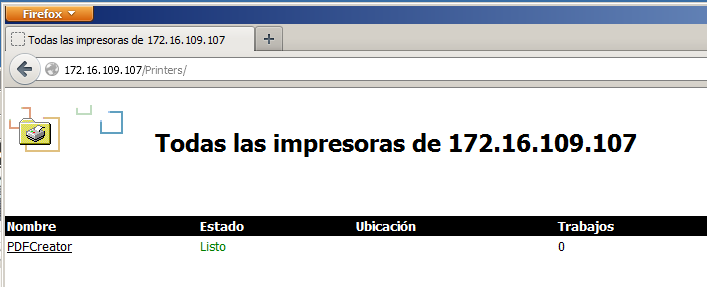 Firefox
Todas las impresoras de 172.16.109.107
172.16.109.107/Printers/
Todas las impresoras de 172.16.109.107
Nombre Estado Ubicación Trabajos
PDFCreator Listo 0